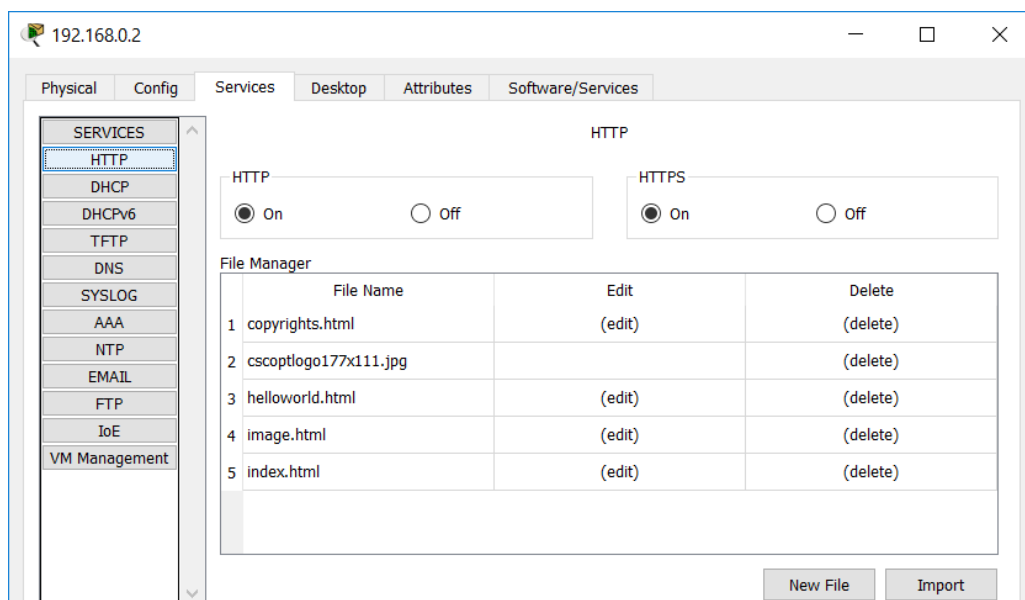 192.168.0.2
Physical Config Services Desktop Attributes Software/Services
SERVICES
HTTP
DHCP
DHCPv6
TFTP
DNS
SYSLOG
AAA
NTP
EMAIL
FTP
IoE
VM Management
HTTP
HTTP
On Off
HTTPS
On Off
File Manager
File Name Edit Delete
1 copyrights.html (edit) (delete)
2 cscoptlogo177x111.jpg (delete)
3 helloworld.html (edit) (delete)
4 image.html (edit) (delete)
5 index.html (edit) (delete)
New File Import